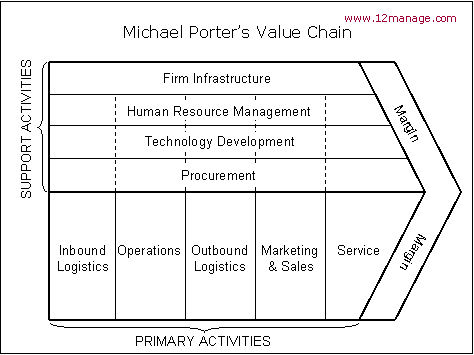 www.12manage.com
Michael Porter's Value Chain
SUPPORT ACTIVITIES
Firm Infrastructure
Human Resource Management
Technology Development
Procurement
Margin
Inbound
Logistics
Operations
Outbound
Logistics
Marketing
& Sales
Service
Margin
PRIMARY ACTIVITIES